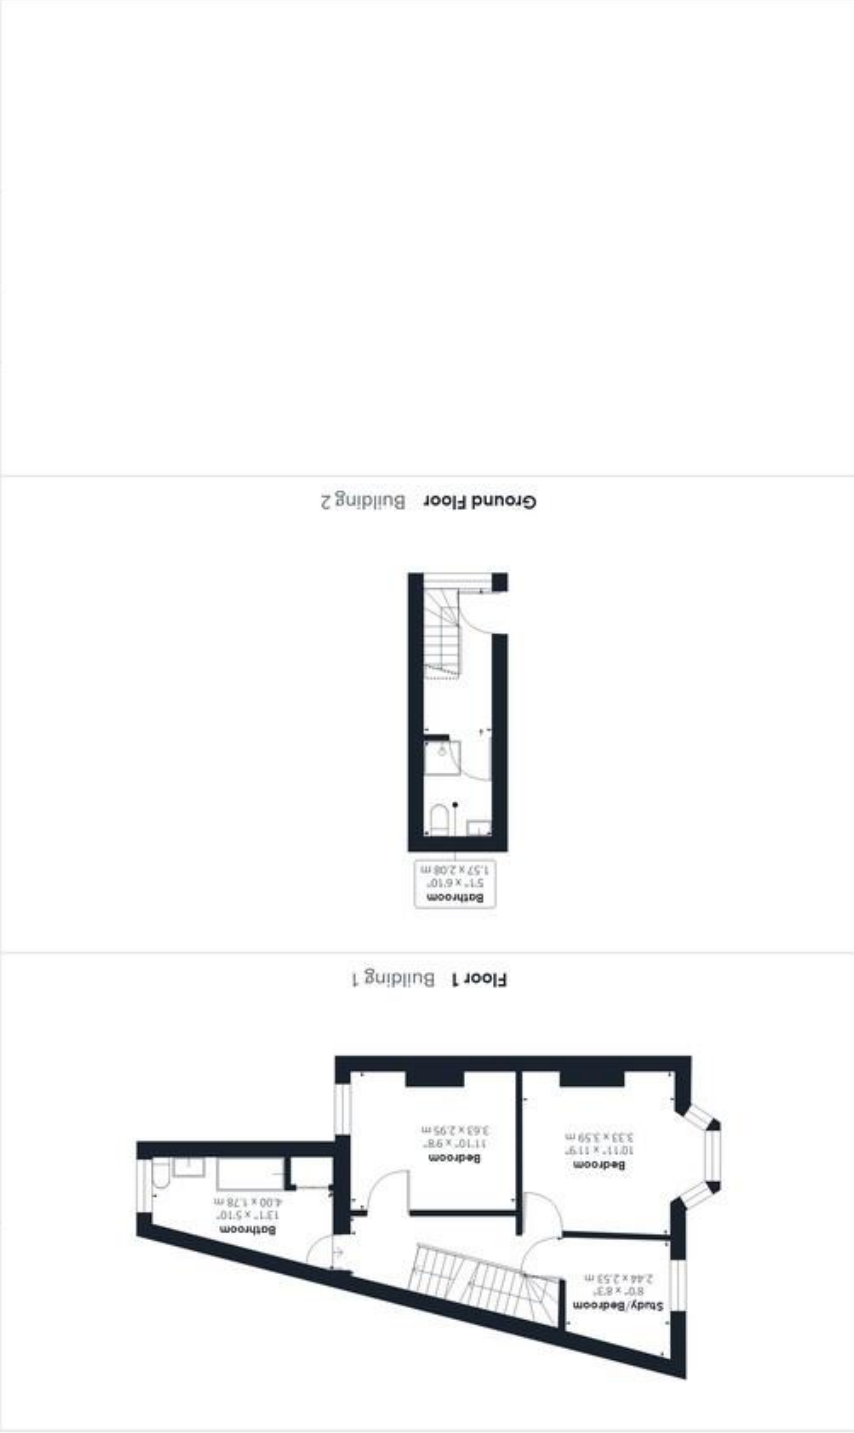 Study/Bedroom
8'0" x 8'3"
2.44 x 2.53 m
Bathroom
13'1" x 5'10"
4.00 x 1.78 m
Bedroom
10'11" x 11'9"
3.33 x 3.59 m
Bedroom
11'10" x 9'8"
3.63 x 2.95 m
Floor 1 Building 1
Bathroom
5'1" x 6'10"
1.57 x 2.08 m
Ground Floor Building 2